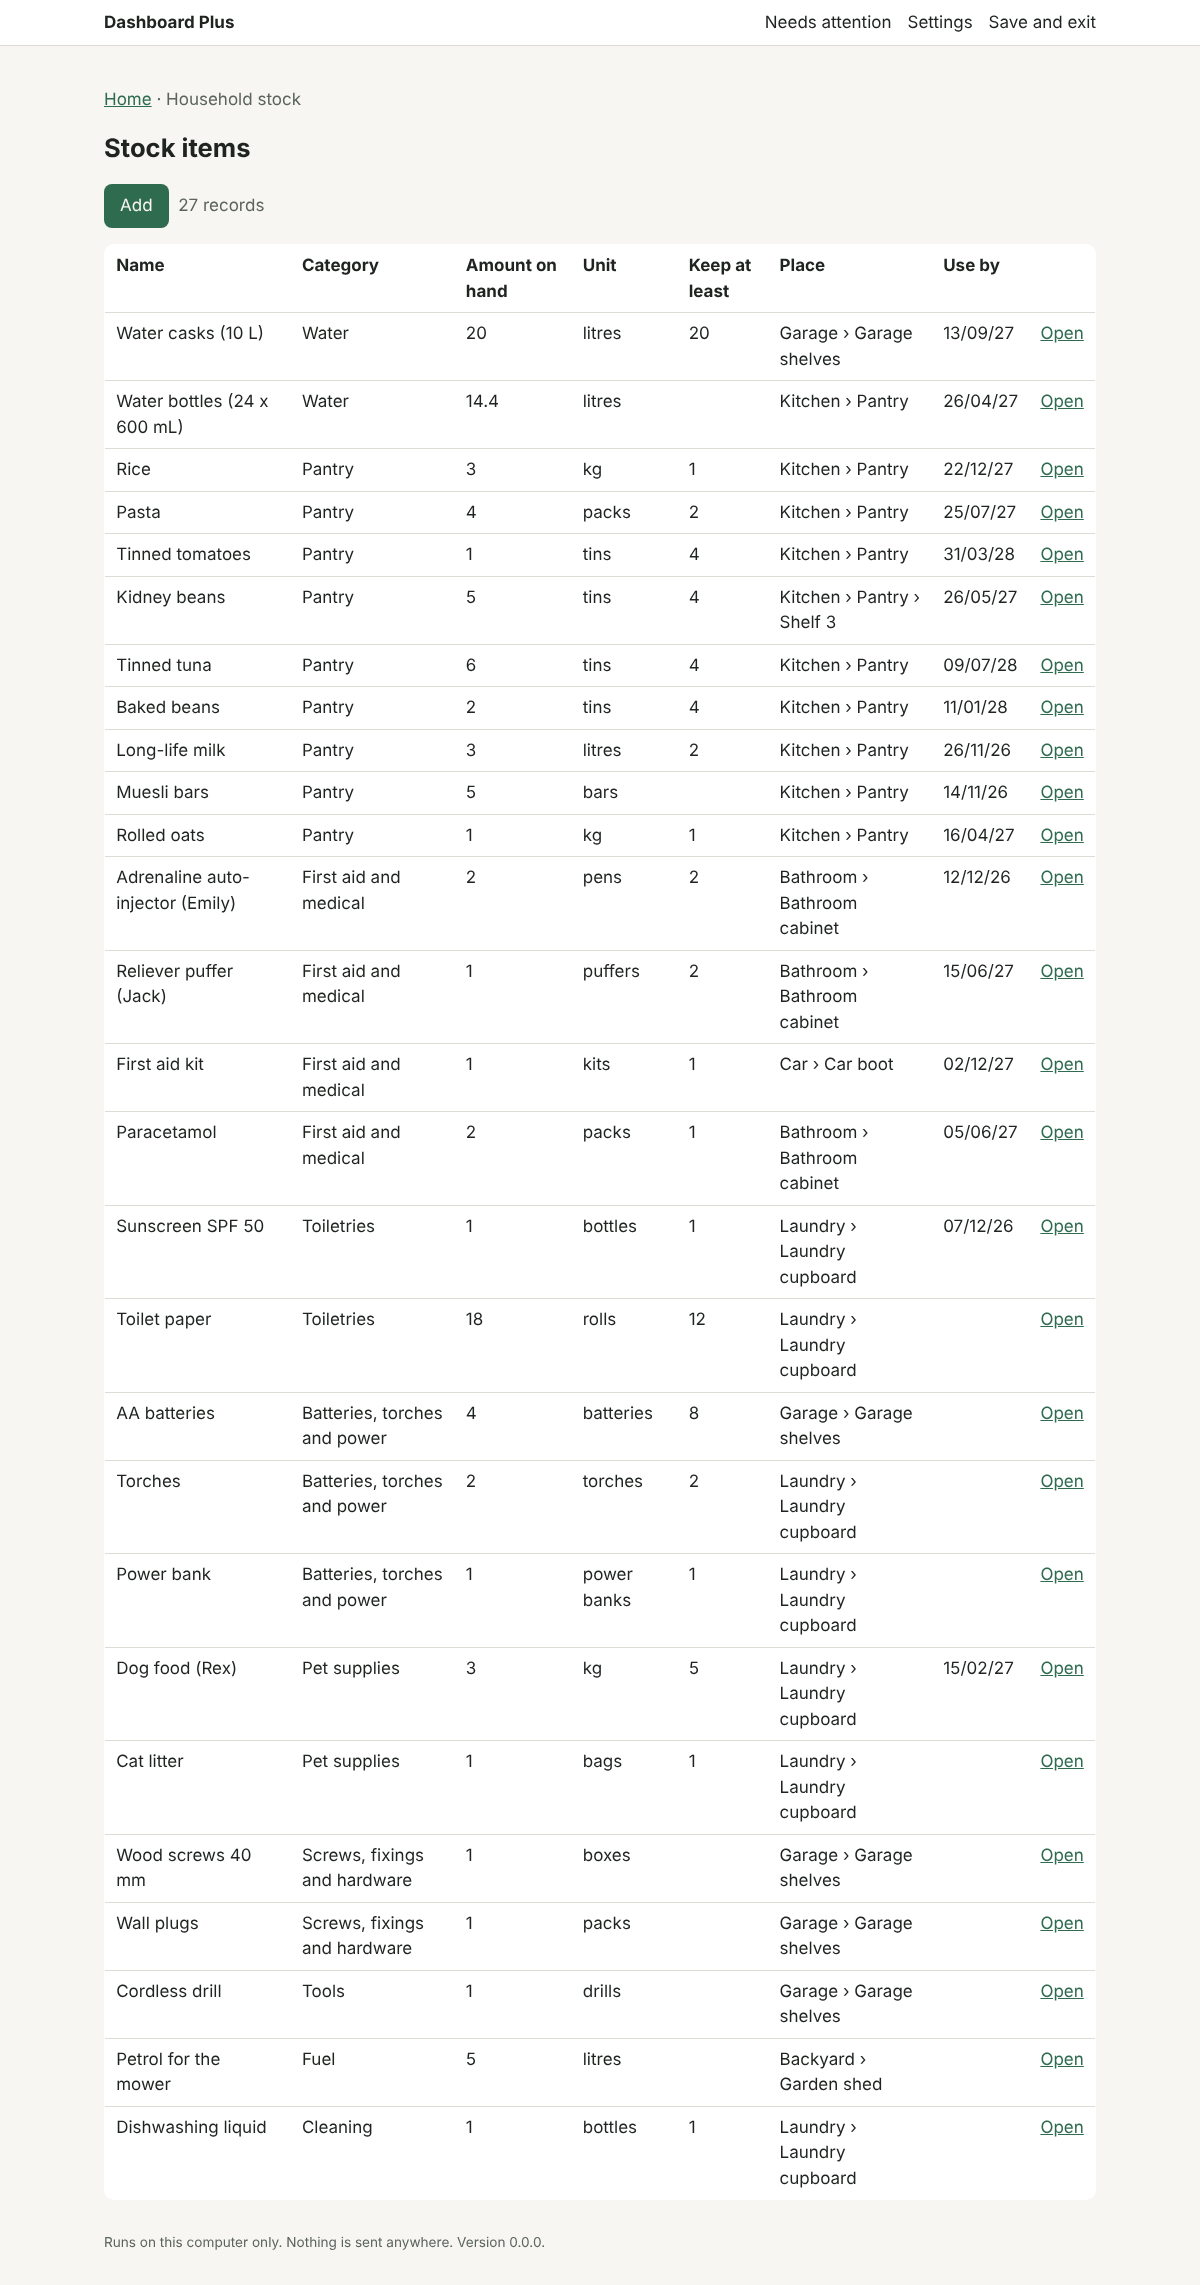 Dashboard Plus
Needs attention Settings Save and exit
Home · Household stock
Stock items
Add 27 records
Name Category Amount on hand Unit Keep at least Place Use by
Water casks (10 L) Water 20 litres 20 Garage › Garage shelves 13/09/27 Open
Water bottles (24 x 600 mL) Water 14.4 litres Kitchen › Pantry 26/04/27 Open
Rice Pantry 3 kg 1 Kitchen › Pantry 22/12/27 Open
Pasta Pantry 4 packs 2 Kitchen › Pantry 25/07/27 Open
Tinned tomatoes Pantry 1 tins 4 Kitchen › Pantry 31/03/28 Open
Kidney beans Pantry 5 tins 4 Kitchen › Pantry › Shelf 3 26/05/27 Open
Tinned tuna Pantry 6 tins 4 Kitchen › Pantry 09/07/28 Open
Baked beans Pantry 2 tins 4 Kitchen › Pantry 11/01/28 Open
Long-life milk Pantry 3 litres 2 Kitchen › Pantry 26/11/26 Open
Muesli bars Pantry 5 bars Kitchen › Pantry 14/11/26 Open
Rolled oats Pantry 1 kg 1 Kitchen › Pantry 16/04/27 Open
Adrenaline auto-injector (Emily) First aid and medical 2 pens 2 Bathroom › Bathroom cabinet 12/12/26 Open
Reliever puffer (Jack) First aid and medical 1 puffers 2 Bathroom › Bathroom cabinet 15/06/27 Open
First aid kit First aid and medical 1 kits 1 Car › Car boot 02/12/27 Open
Paracetamol First aid and medical 2 packs 1 Bathroom › Bathroom cabinet 05/06/27 Open
Sunscreen SPF 50 Toiletries 1 bottles 1 Laundry › Laundry cupboard 07/12/26 Open
Toilet paper Toiletries 18 rolls 12 Laundry › Laundry cupboard Open
AA batteries Batteries, torches and power 4 batteries 8 Garage › Garage shelves Open
Torches Batteries, torches and power 2 torches 2 Laundry › Laundry cupboard Open
Power bank Batteries, torches and power 1 power banks 1 Laundry › Laundry cupboard Open
Dog food (Rex) Pet supplies 3 kg 5 Laundry › Laundry cupboard 15/02/27 Open
Cat litter Pet supplies 1 bags 1 Laundry › Laundry cupboard Open
Wood screws 40 mm Screws, fixings and hardware 1 boxes Garage › Garage shelves Open
Wall plugs Screws, fixings and hardware 1 packs Garage › Garage shelves Open
Cordless drill Tools 1 drills Garage › Garage shelves Open
Petrol for the mower Fuel 5 litres Backyard › Garden shed Open
Dishwashing liquid Cleaning 1 bottles 1 Laundry › Laundry cupboard Open
Runs on this computer only. Nothing is sent anywhere. Version 0.0.0.